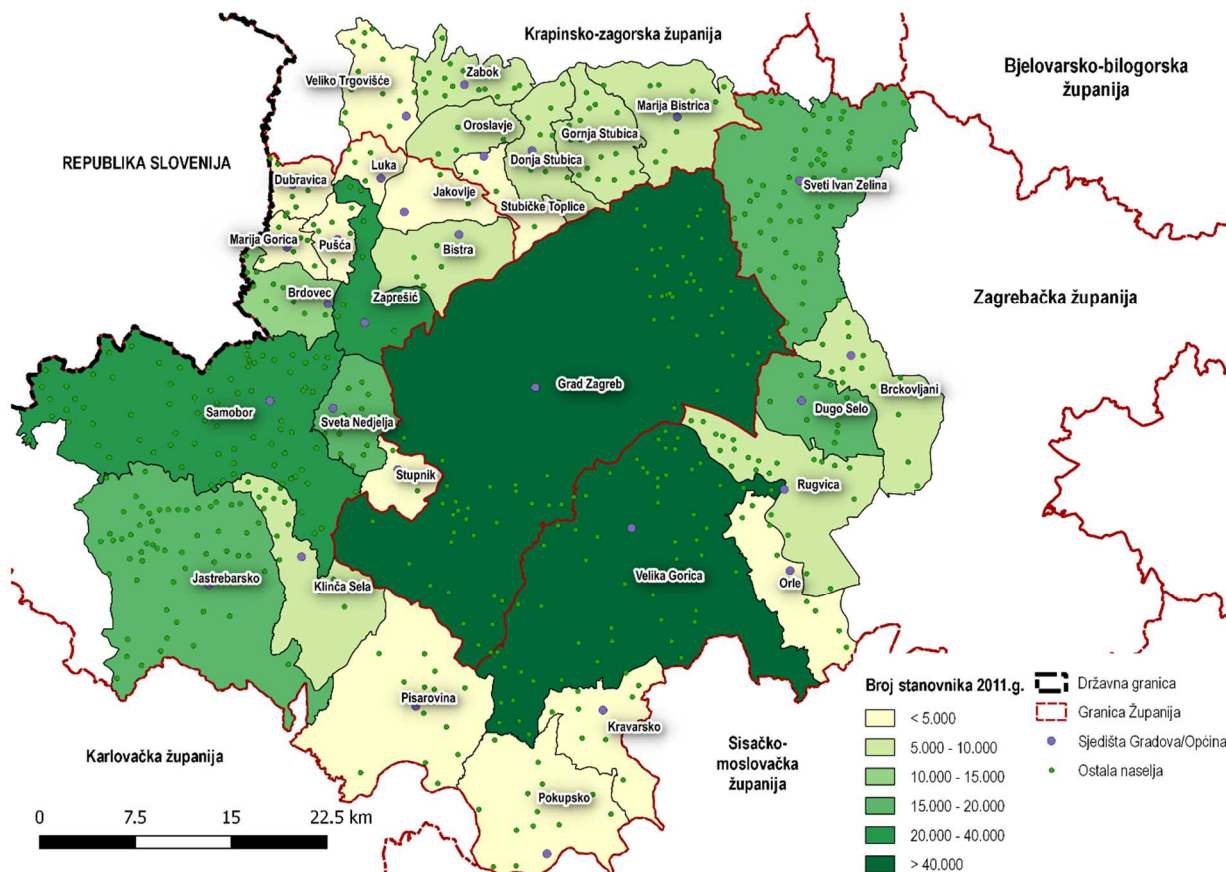 Krapinsko-zagorska županija
Bjelovarsko-bilogorska
županija
Veliko Trgovišće
Zabok
Marija Bistrica
Oroslavje
Gornja Stubica
REPUBLIKA SLOVENIJA
Luka
Donja Stubica
Dubravica
Jakovlje
Sveti Ivan Zelina
Stubičke Toplice
Marija Gorica
Pušća
Bistra
Brdovec
Zaprešić
Zagrebačka županija
Grad Zagreb
Brckovljani
Samobor
Sveta Nedjelja
Dugo Selo
Stupnik
Rugvica
Jastrebarsko
Klinča Sela
Velika Gorica
Orle
Pisarovina
Kravarsko
Karlovačka županija
Sisačko-
moslovačka
županija
Pokupsko
0 7.5 15 22.5 km
Broj stanovnika 2011.g.
< 5.000
5.000 - 10.000
10.000 - 15.000
15.000 - 20.000
20.000 - 40.000
> 40.000
Državna granica
Granica Županija
Sjedišta Gradova/Općina
Ostala naselja